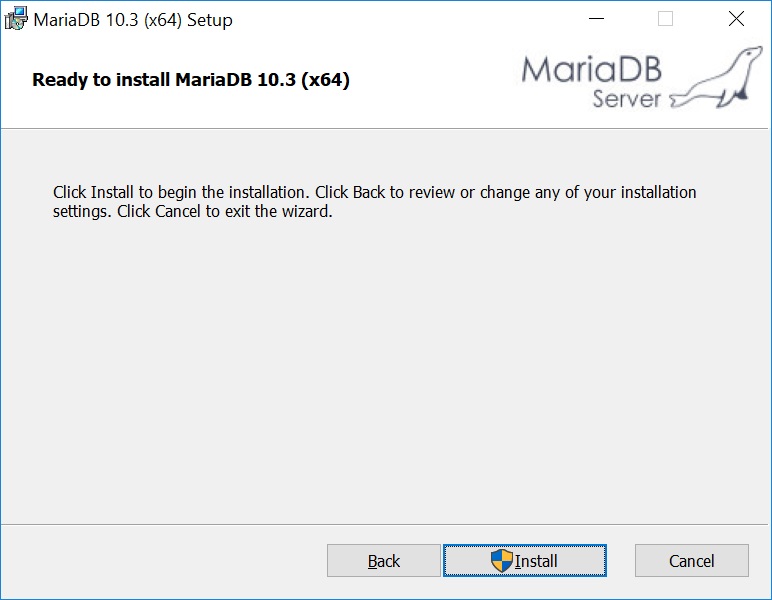 MariaDB 10.3 (x64) Setup
Ready to install MariaDB 10.3 (x64)
MariaDB
Server
Click Install to begin the installation. Click Back to review or change any of your installation
settings. Click Cancel to exit the wizard.
Back
Install
Cancel